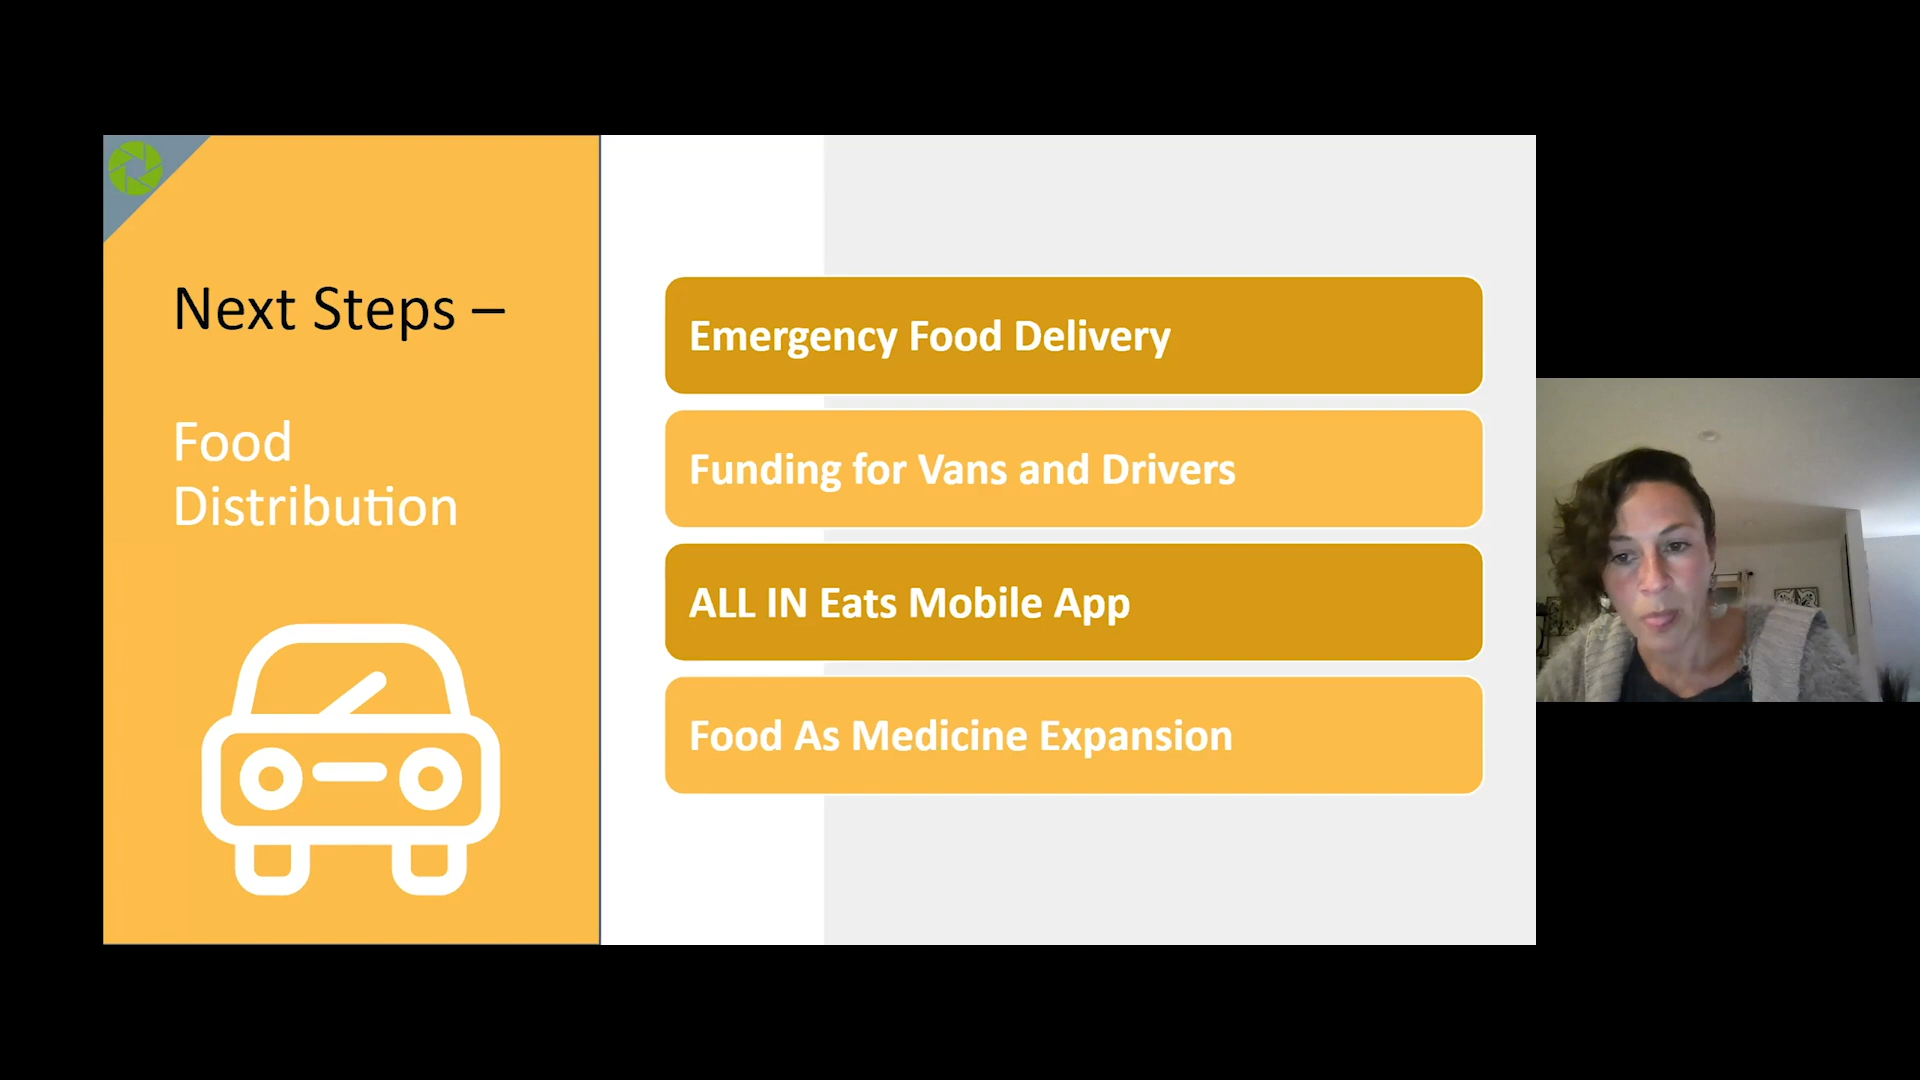 Next Steps –
Food
Distribution
Emergency Food Delivery
Funding for Vans and Drivers
ALL IN Eats Mobile App
Food As Medicine Expansion